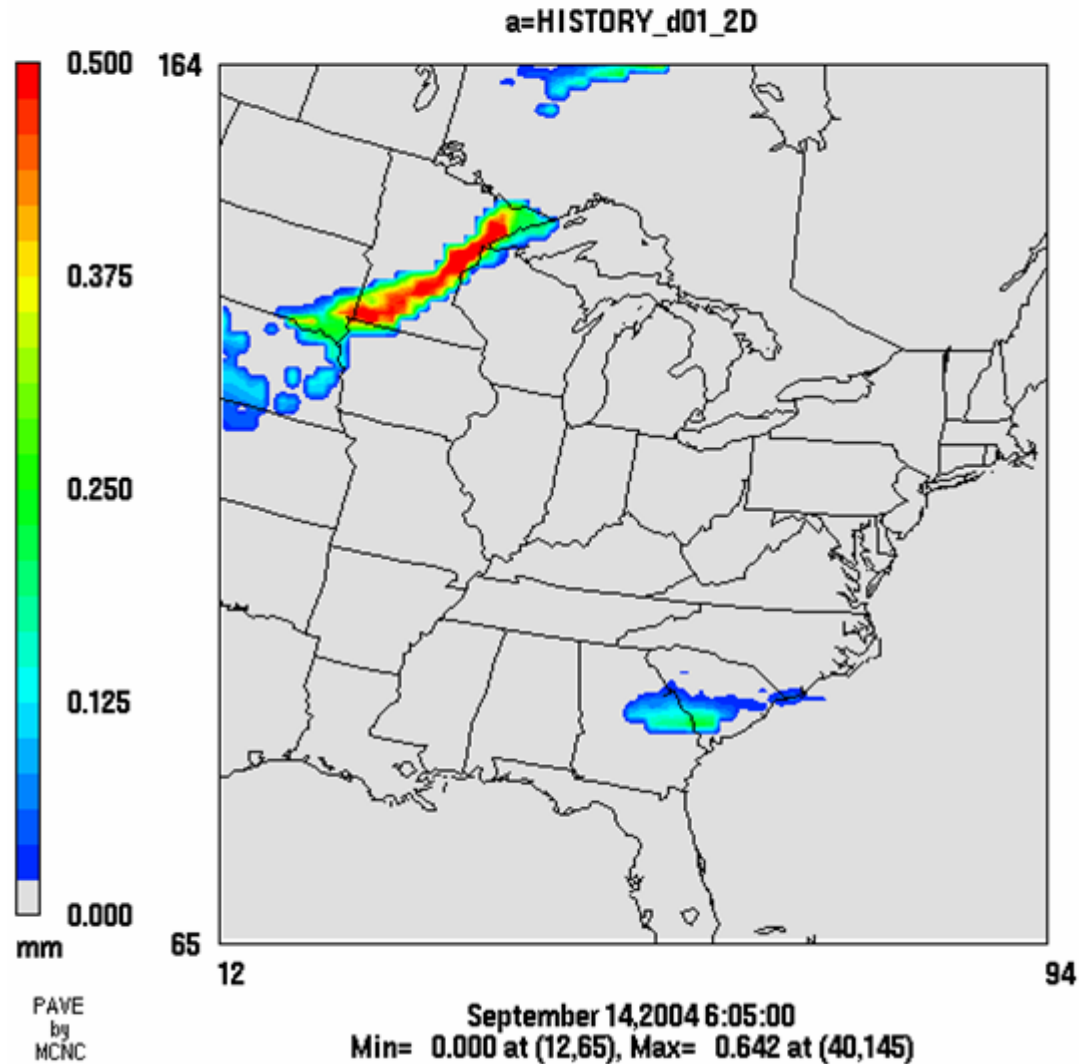 a=HISTORY_d01_2D
0.500
0.375
0.250
0.125
0.000
mm
164
65
12
94
PAVE
by
MCNC
September 14,2004 6:05:00
Min= 0.000 at (12,65), Max= 0.642 at (40,145)